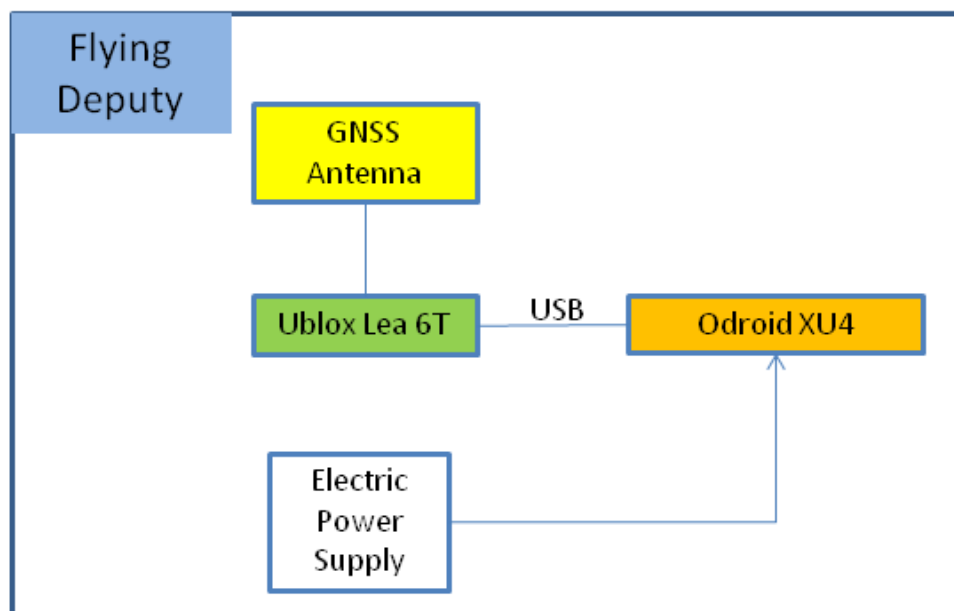 Flying
Deputy
GNSS
Antenna
Ublox Lea 6T
USB
Odroid XU4
Electric
Power
Supply